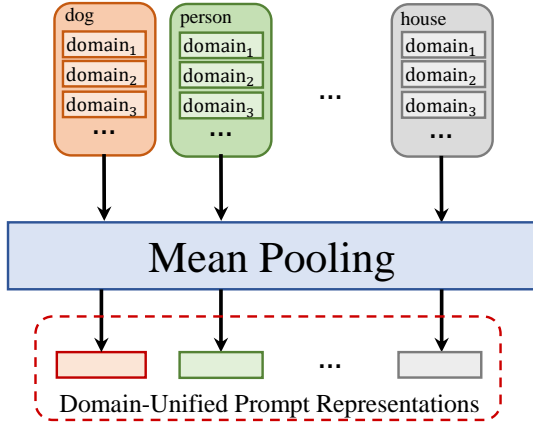 dog
domain₁
domain₂
domain₃
...
person
domain₁
domain₂
domain₃
...
...
house
domain₁
domain₂
domain₃
...
Mean Pooling
...
Domain-Unified Prompt Representations